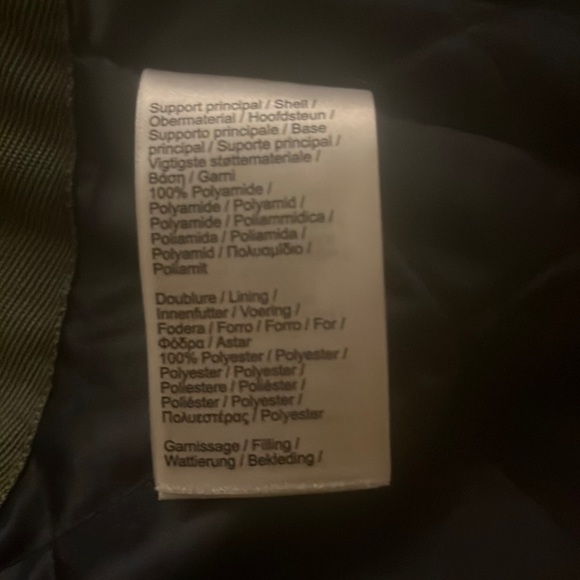 Support principal / Shell /
Obermaterial / Hoofdsteun /
Supporto principale / Base
principal / Suporte principal /
Vigtigste støttemateriale /
Βάση / Garni
100% Polyamide /
Polyamide / Polyamid /
Polyamide / Poliammidica /
Poliamida / Poliamida /
Polyamid / Πολυαμίδιο /
Poliamit
Doublure / Lining /
Innenfutter / Voering /
Fodera / Forro / Forro / For /
Φόδρα / Astar
100% Polyester / Polyester /
Polyester / Polyester /
Poliestere / Poliéster /
Poliéster / Polyester /
Πολυεστέρας / Polyester
Garnissage / Filling /
Wattierung / Bekleding /